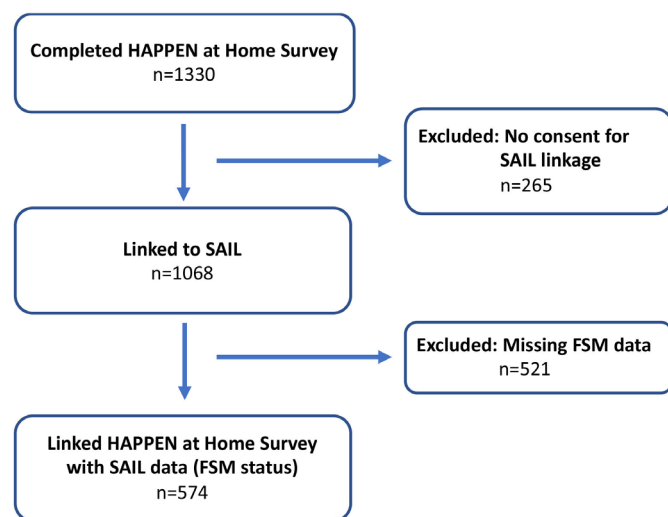 Completed HAPPEN at Home Survey
n=1330
Excluded: No consent for
SAIL linkage
n=265
Linked to SAIL
n=1068
Excluded: Missing FSM data
n=521
Linked HAPPEN at Home Survey
with SAIL data (FSM status)
n=574